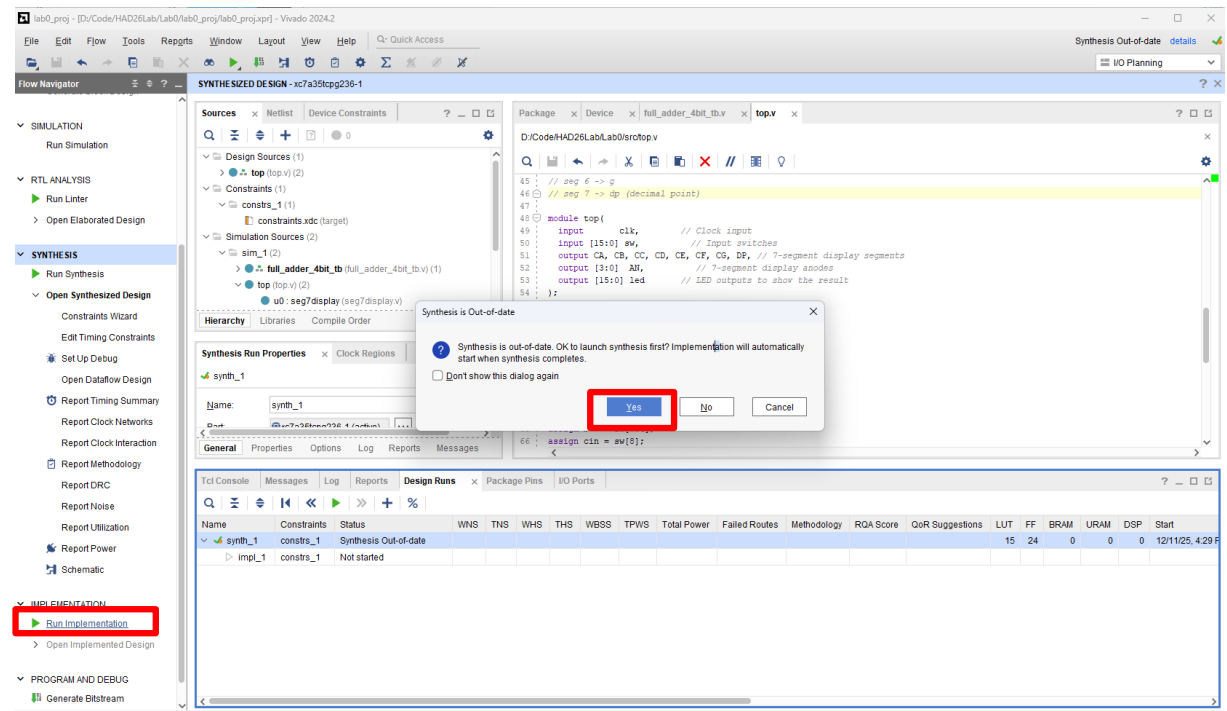 lab0_proj - [D:/Code/HAD26Lab/Lab0/lab0_proj/lab0_proj.xpr] - Vivado 2024.2
File Edit Flow Tools Reports Window Layout View Help Q- Quick Access
Synthesis Out-of-date details
I/O Planning
Flow Navigator
SIMULATION
Run Simulation
RTL ANALYSIS
Run Linter
Open Elaborated Design
SYNTHESIS
Run Synthesis
Open Synthesized Design
Constraints Wizard
Edit Timing Constraints
Set Up Debug
Open Dataflow Design
Report Timing Summary
Report Clock Networks
Report Clock Interaction
Report Methodology
Report DRC
Report Noise
Report Utilization
Report Power
Schematic
IMPLEMENTATION
Run Implementation
Open Implemented Design
PROGRAM AND DEBUG
Generate Bitstream
SYNTHESIZED DESIGN - xc7a35tcpg236-1
Sources Netlist Device Constraints
0
Design Sources (1)
top (top.v) (2)
Constraints (1)
constrs_1 (1)
constraints.xdc (target)
Simulation Sources (2)
sim_1 (2)
full_adder_4bit_tb (full_adder_4bit_tb.v) (1)
top (top.v) (2)
u0 : seg7display (seg7display.v)
Hierarchy Libraries Compile Order
Synthesis Run Properties Clock Regions
synth_1
Name: synth_1
Part: xc7a35tcpg236-1 (active)
General Properties Options Log Reports Messages
Package Device full_adder_4bit_tb.v top.v
D:/Code/HAD26Lab/Lab0/src/top.v
45 // seg 6 -> g
46 // seg 7 -> dp (decimal point)
47
48 module top(
49 input clk, // Clock input
50 input [15:0] sw, // Input switches
51 output CA, CB, CC, CD, CE, CF, CG, DP, // 7-segment display segments
52 output [3:0] AN, // 7-segment display anodes
53 output [15:0] led // LED outputs to show the result
54 );
66 assign cin = sw[8];
Synthesis is Out-of-date
Synthesis is out-of-date. OK to launch synthesis first? Implementation will automatically
start when synthesis completes.
Don't show this dialog again
Yes No Cancel
Tcl Console Messages Log Reports Design Runs Package Pins I/O Ports
Name Constraints Status WNS TNS WHS THS WBSS TPWS Total Power Failed Routes Methodology RQA Score QoR Suggestions LUT FF BRAM URAM DSP Start
synth_1 constrs_1 Synthesis Out-of-date 15 24 0 0 0 12/11/25, 4:29
impl_1 constrs_1 Not started